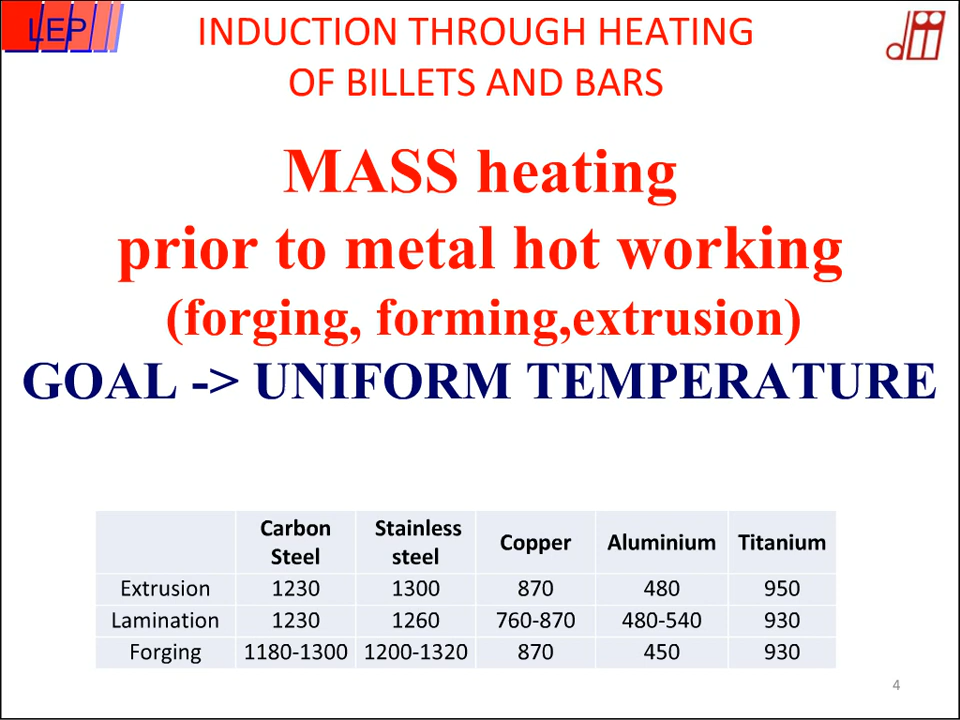 LEP
INDUCTION THROUGH HEATING
OF BILLETS AND BARS
MASS heating
prior to metal hot working
(forging, forming,extrusion)
GOAL -> UNIFORM TEMPERATURE
Carbon Steel Stainless steel Copper Aluminium Titanium
Extrusion 1230 1300 870 480 950
Lamination 1230 1260 760-870 480-540 930
Forging 1180-1300 1200-1320 870 450 930
4